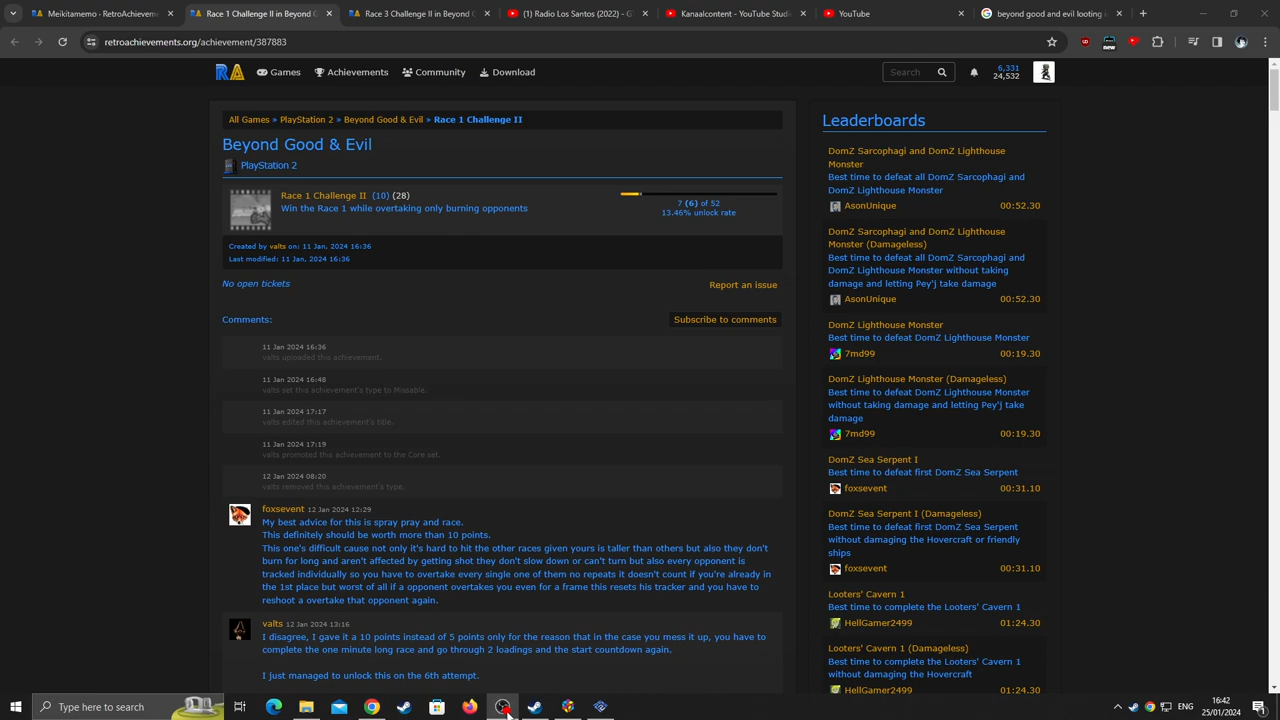 Meikitamemo - RetroAchieveme
Race 1 Challenge II in Beyond G
Race 3 Challenge II in Beyond G
(1) Radio Los Santos (2022) - G
Kanaalcontent - YouTube Studi
YouTube
beyond good and evil looting
retroachievements.org/achievement/387883
Games
Achievements
Community
Download
Search
6,331
24,532
All Games » PlayStation 2 » Beyond Good & Evil » Race 1 Challenge II
Beyond Good & Evil
PlayStation 2
Race 1 Challenge II (10) (28)
Win the Race 1 while overtaking only burning opponents
7 (6) of 52
13.46% unlock rate
Created by valts on: 11 Jan, 2024 16:36
Last modified: 11 Jan, 2024 16:36
No open tickets
Report an issue
Comments:
Subscribe to comments
11 Jan 2024 16:36
valts uploaded this achievement.
11 Jan 2024 16:48
valts set this achievement's type to Missable.
11 Jan 2024 17:17
valts edited this achievement's title.
11 Jan 2024 17:19
valts promoted this achievement to the Core set.
12 Jan 2024 08:20
valts removed this achievement's type.
foxsevent 12 Jan 2024 12:29
My best advice for this is spray pray and race.
This definitely should be worth more than 10 points.
This one's difficult cause not only it's hard to hit the other races given yours is taller than others but also they don't
burn for long and aren't affected by getting shot they don't slow down or can't turn but also every opponent is
tracked individually so you have to overtake every single one of them no repeats it doesn't count if you're already in
the 1st place but worst of all if a opponent overtakes you even for a frame this resets his tracker and you have to
reshoot a overtake that opponent again.
valts 12 Jan 2024 13:16
I disagree, I gave it a 10 points instead of 5 points only for the reason that in the case you mess it up, you have to
complete the one minute long race and go through 2 loadings and the start countdown again.
I just managed to unlock this on the 6th attempt.
Leaderboards
DomZ Sarcophagi and DomZ Lighthouse
Monster
Best time to defeat all DomZ Sarcophagi and
DomZ Lighthouse Monster
AsonUnique 00:52.30
DomZ Sarcophagi and DomZ Lighthouse
Monster (Damageless)
Best time to defeat all DomZ Sarcophagi and
DomZ Lighthouse Monster without taking
damage and letting Pey'j take damage
AsonUnique 00:52.30
DomZ Lighthouse Monster
Best time to defeat DomZ Lighthouse Monster
7md99 00:19.30
DomZ Lighthouse Monster (Damageless)
Best time to defeat DomZ Lighthouse Monster
without taking damage and letting Pey'j take
damage
7md99 00:19.30
DomZ Sea Serpent I
Best time to defeat first DomZ Sea Serpent
foxsevent 00:31.10
DomZ Sea Serpent I (Damageless)
Best time to defeat first DomZ Sea Serpent
without damaging the Hovercraft or friendly
ships
foxsevent 00:31.10
Looters' Cavern 1
Best time to complete the Looters' Cavern 1
HellGamer2499 01:24.30
Looters' Cavern 1 (Damageless)
Best time to complete the Looters' Cavern 1
without damaging the Hovercraft
HellGamer2499 01:24.30
Type here to search
ENG
16:42
25/01/2024